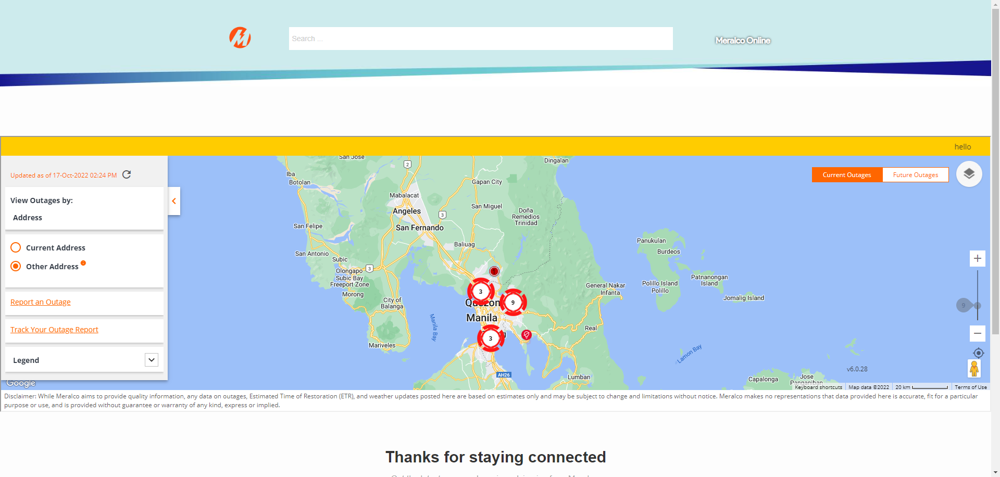 Search ...
Meralco Online
hello
Updated as of 17-Oct-2022 02:24 PM
View Outages by:
Address
Current Address
Other Address
Report an Outage
Track Your Outage Report
Legend
Google
Current Outages
Future Outages
San Jose
Dingalan
2
Iba
Botolan
Gapan City
Mabalacat
San Miguel
Angeles
3
Doña
Remedios
Trinidad
San Felipe
San Fernando
Baliuag
Panukulan
Burdeos
San Antonio
Subic
Olongapo
3
Subic Bay
Freeport Zone
Patnanongan
Island
Polillo Island
Polillo
General Nakar
Infanta
3
Morong
City of
Balanga
Jomalig Island
Quezon
9
9
Manila
Manila Bay
Real
3
Mariveles
Lamon Bay
AH26
Lumban
v6.0.28
Capalonga
Jose
Panganiban
Keyboard shortcuts
Map data ©2022
20 km
Terms of Use
Disclaimer: While Meralco aims to provide quality information, any data on outages, Estimated Time of Restoration (ETR), and weather updates posted here are based on estimates only and may be subject to change and limitations without notice. Meralco makes no representations that data provided here is accurate, fit for a particular
purpose or use, and is provided without guarantee or warranty of any kind, express or implied.
Thanks for staying connected